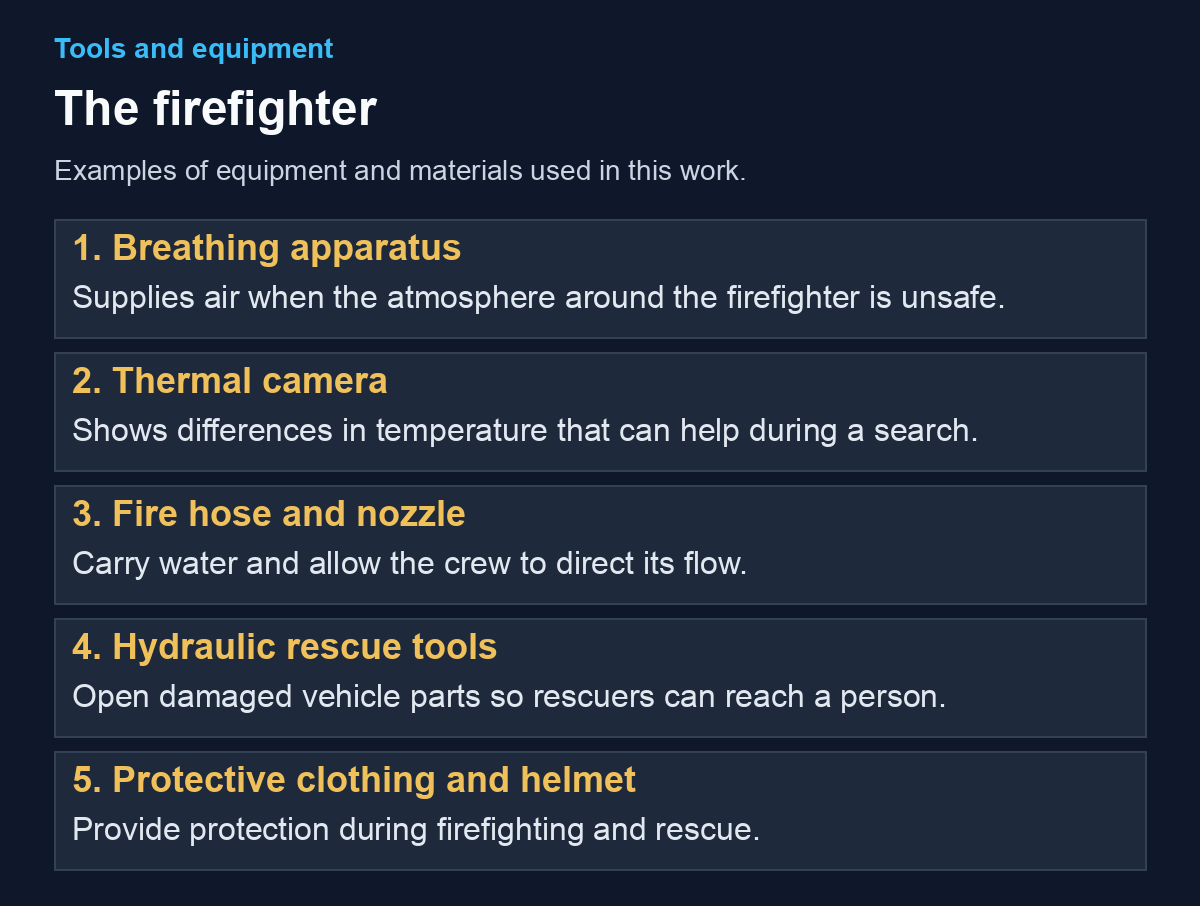 Tools and equipment
The firefighter
Examples of equipment and materials used in this work.
1. Breathing apparatus
Supplies air when the atmosphere around the firefighter is unsafe.
2. Thermal camera
Shows differences in temperature that can help during a search.
3. Fire hose and nozzle
Carry water and allow the crew to direct its flow.
4. Hydraulic rescue tools
Open damaged vehicle parts so rescuers can reach a person.
5. Protective clothing and helmet
Provide protection during firefighting and rescue.